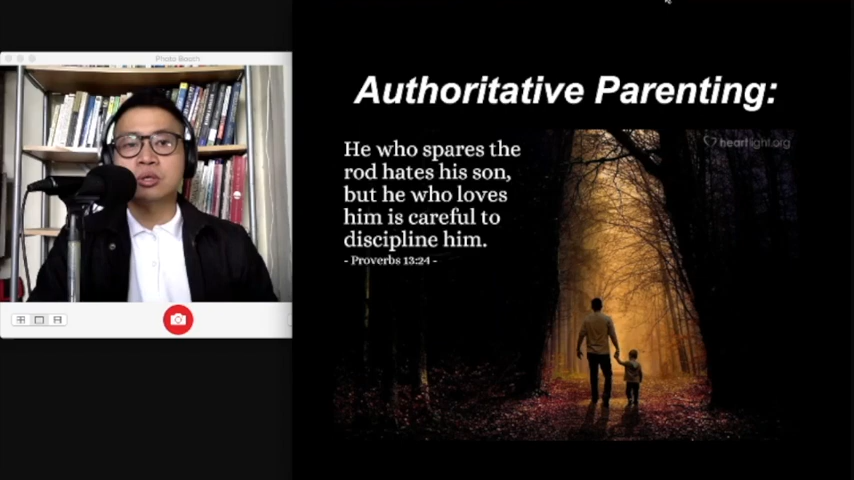 Photo Booth
Authoritative Parenting:
heartlight.org
He who spares the
rod hates his son,
but he who loves
him is careful to
discipline him.
- Proverbs 13:24 -